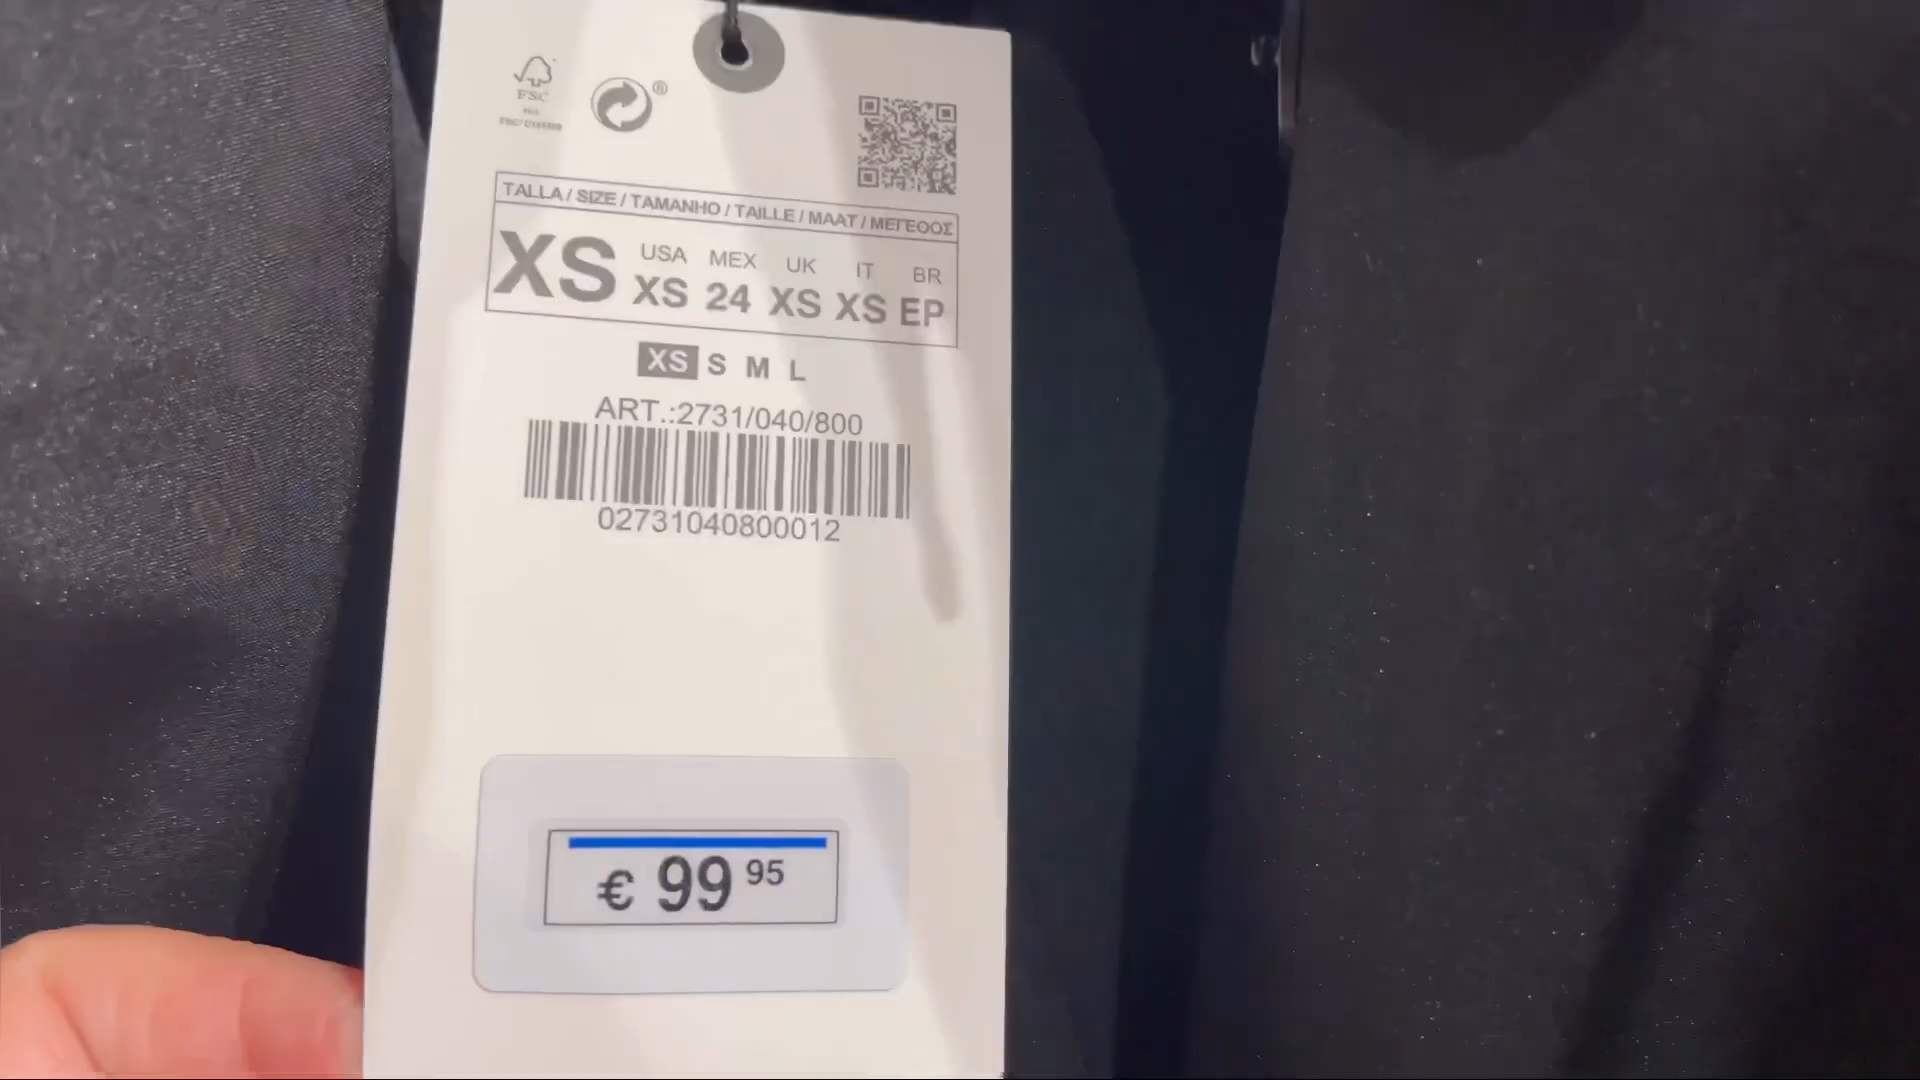 FSC
®
TALLA / SIZE / TAMANHO / TAILLE / MAAT / ΜΕΓΕΘΟΣ
XS
USA MEX UK IT BR
XS 24 XS XS EP
XS S M L
ART.:2731/040/800
02731040800012
€ 99 95